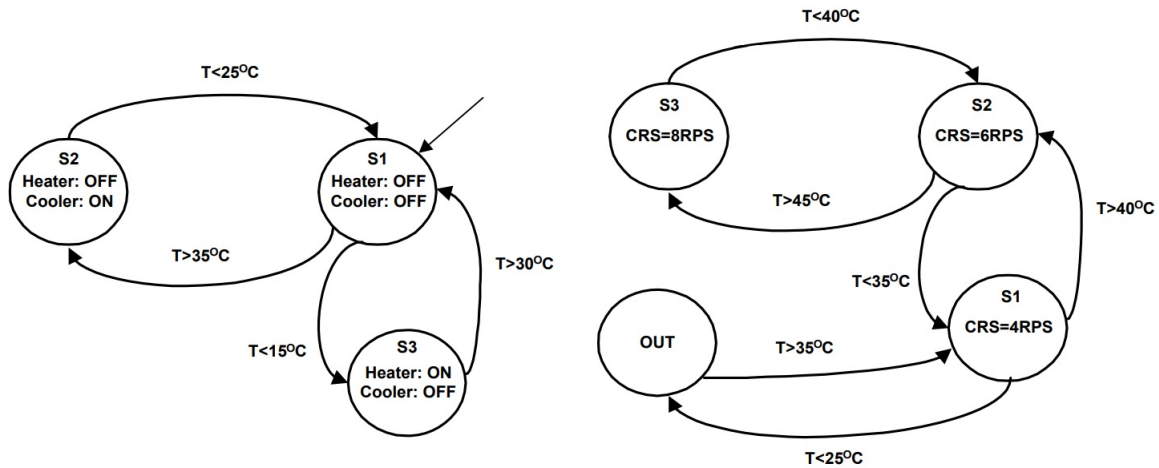 T<25ºC
S2
Heater: OFF
Cooler: ON
S1
Heater: OFF
Cooler: OFF
T>35ºC
T>30ºC
T<15ºC
S3
Heater: ON
Cooler: OFF
T<40ºC
S3
CRS=8RPS
S2
CRS=6RPS
T>45ºC
T>40ºC
T<35ºC
S1
CRS=4RPS
OUT
T>35ºC
T<25ºC